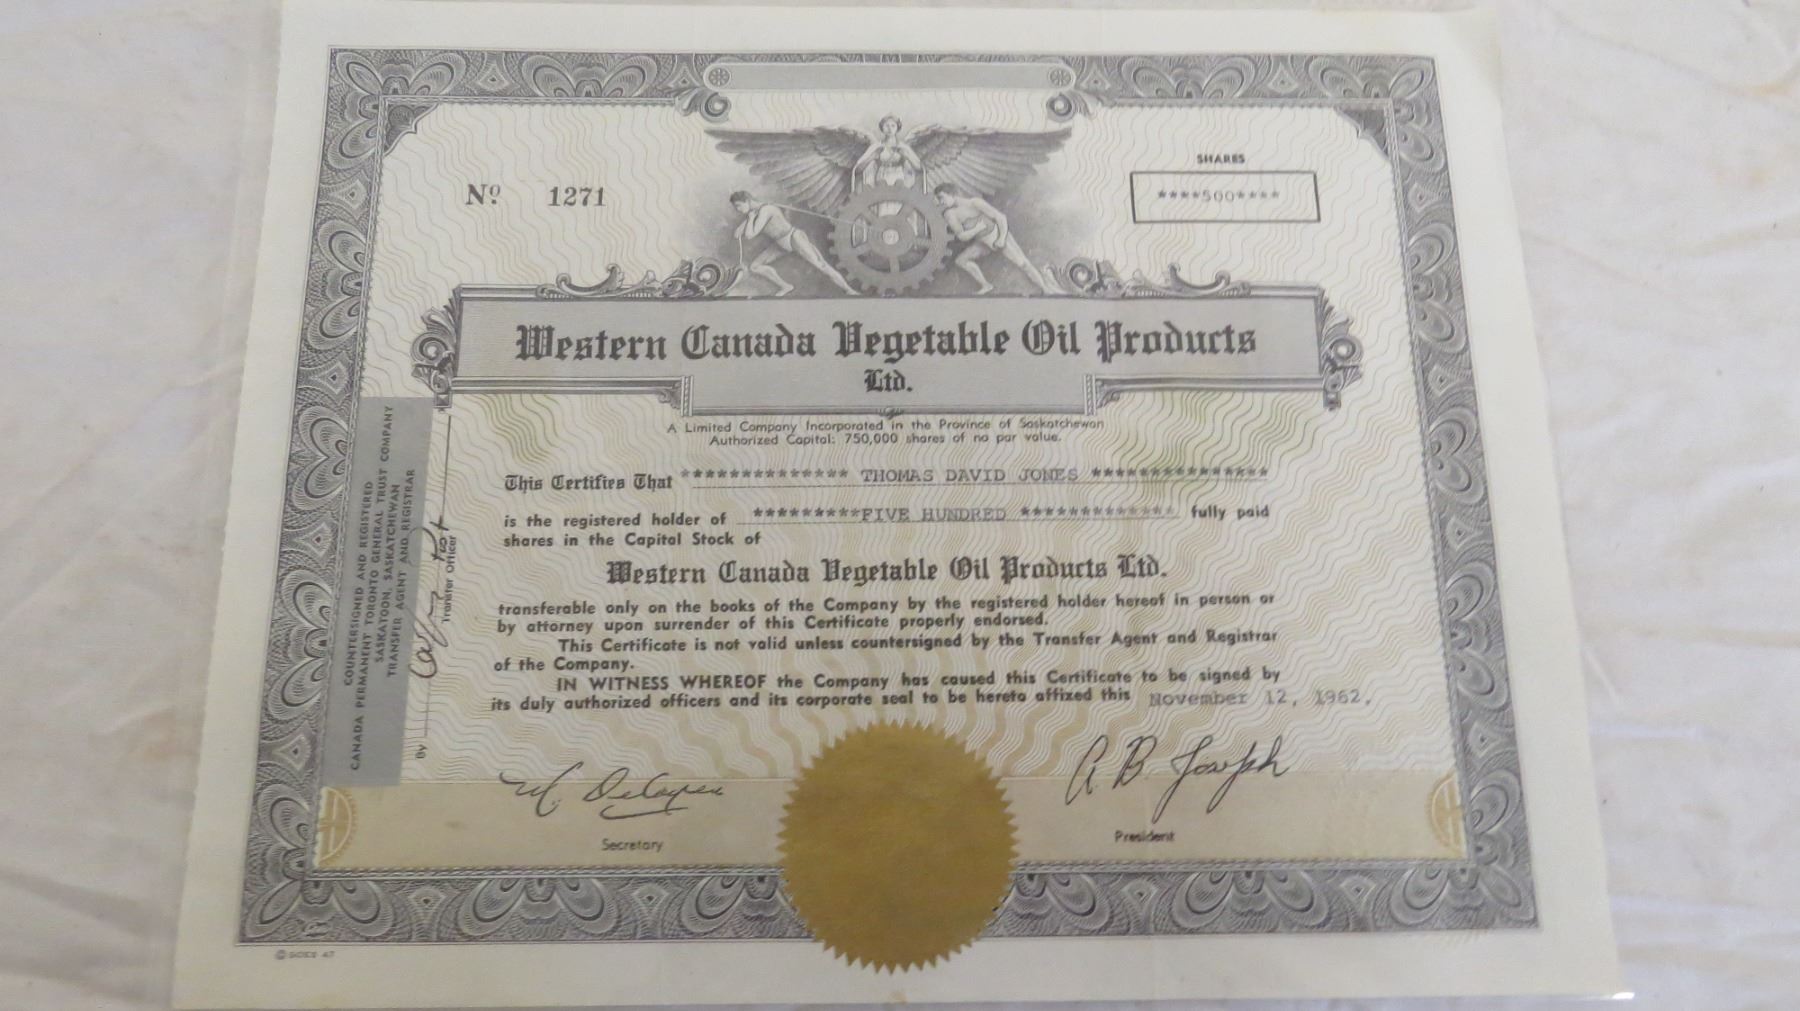 Nº 1271
SHARES
****500****
Western Canada Vegetable Oil Products
Ltd.
A Limited Company Incorporated in the Province of Saskatchewan
Authorized Capital: 750,000 shares of no par value.
This Certifies That ************** THOMAS DAVID JONES ***************
is the registered holder of *********FIVE HUNDRED ************* fully paid
shares in the Capital Stock of
Western Canada Vegetable Oil Products Ltd.
transferable only on the books of the Company by the registered holder hereof in person or
by attorney upon surrender of this Certificate properly endorsed.
This Certificate is not valid unless countersigned by the Transfer Agent and Registrar
of the Company.
IN WITNESS WHEREOF the Company has caused this Certificate to be signed by
its duly authorized officers and its corporate seal to be hereto affixed this November 12, 1962.
A B Joseph
Secretary
President
COUNTERSIGNED AND REGISTERED
CANADA PERMANENT TORONTO GENERAL TRUST COMPANY
SASKATOON, SASKATCHEWAN
TRANSFER AGENT AND REGISTRAR
By
Transfer Officer